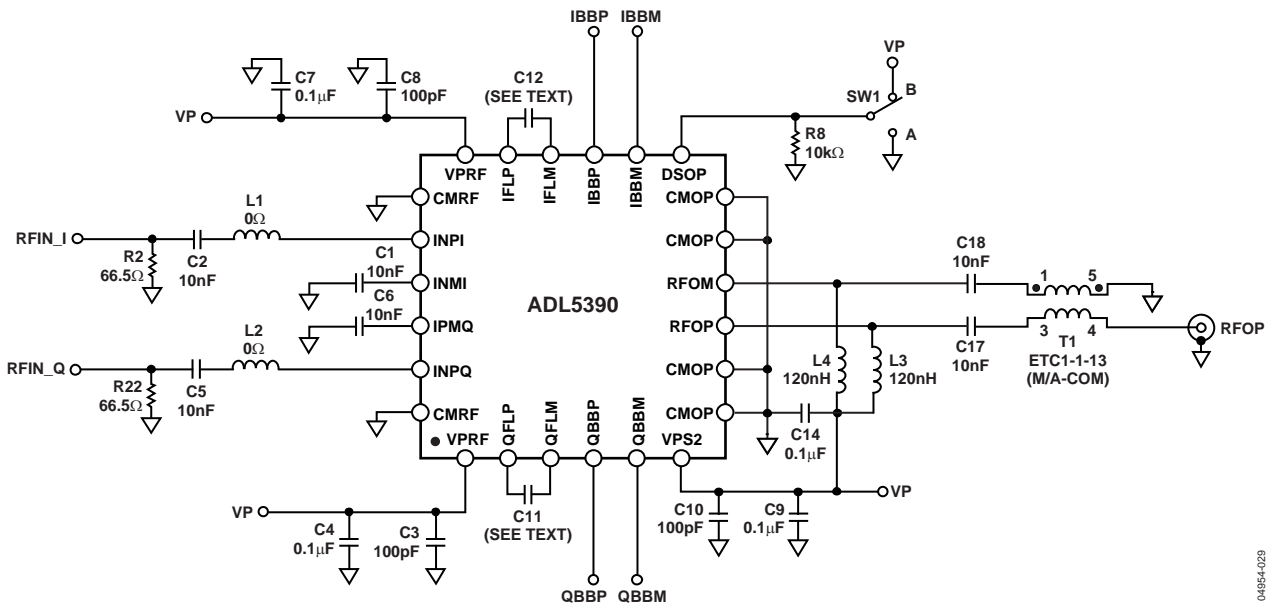 IBBP IBBM
VP
C7
0.1µF
C8
100pF
C12
(SEE TEXT)
SW1
B
A
VP
R8
10kΩ
VPRF
IFLP
IFLM
IBBP
IBBM
DSOP
CMRF
CMOP
L1
0Ω
RFIN_I
R2
66.5Ω
C2
10nF
INPI
CMOP
C1
10nF
INMI
RFOM
C18
10nF
1
5
C6
10nF
ADL5390
IPMQ
RFOP
3
4
RFOP
L2
0Ω
C17
10nF
T1
ETC1-1-13
(M/A-COM)
L4
120nH
L3
120nH
RFIN_Q
R22
66.5Ω
C5
10nF
INPQ
CMOP
CMRF
CMOP
VPRF
QFLP
QFLM
QBBP
QBBM
VPS2
C14
0.1µF
VP
C4
0.1µF
C3
100pF
C11
(SEE TEXT)
C10
100pF
C9
0.1µF
VP
QBBP QBBM
04954-029